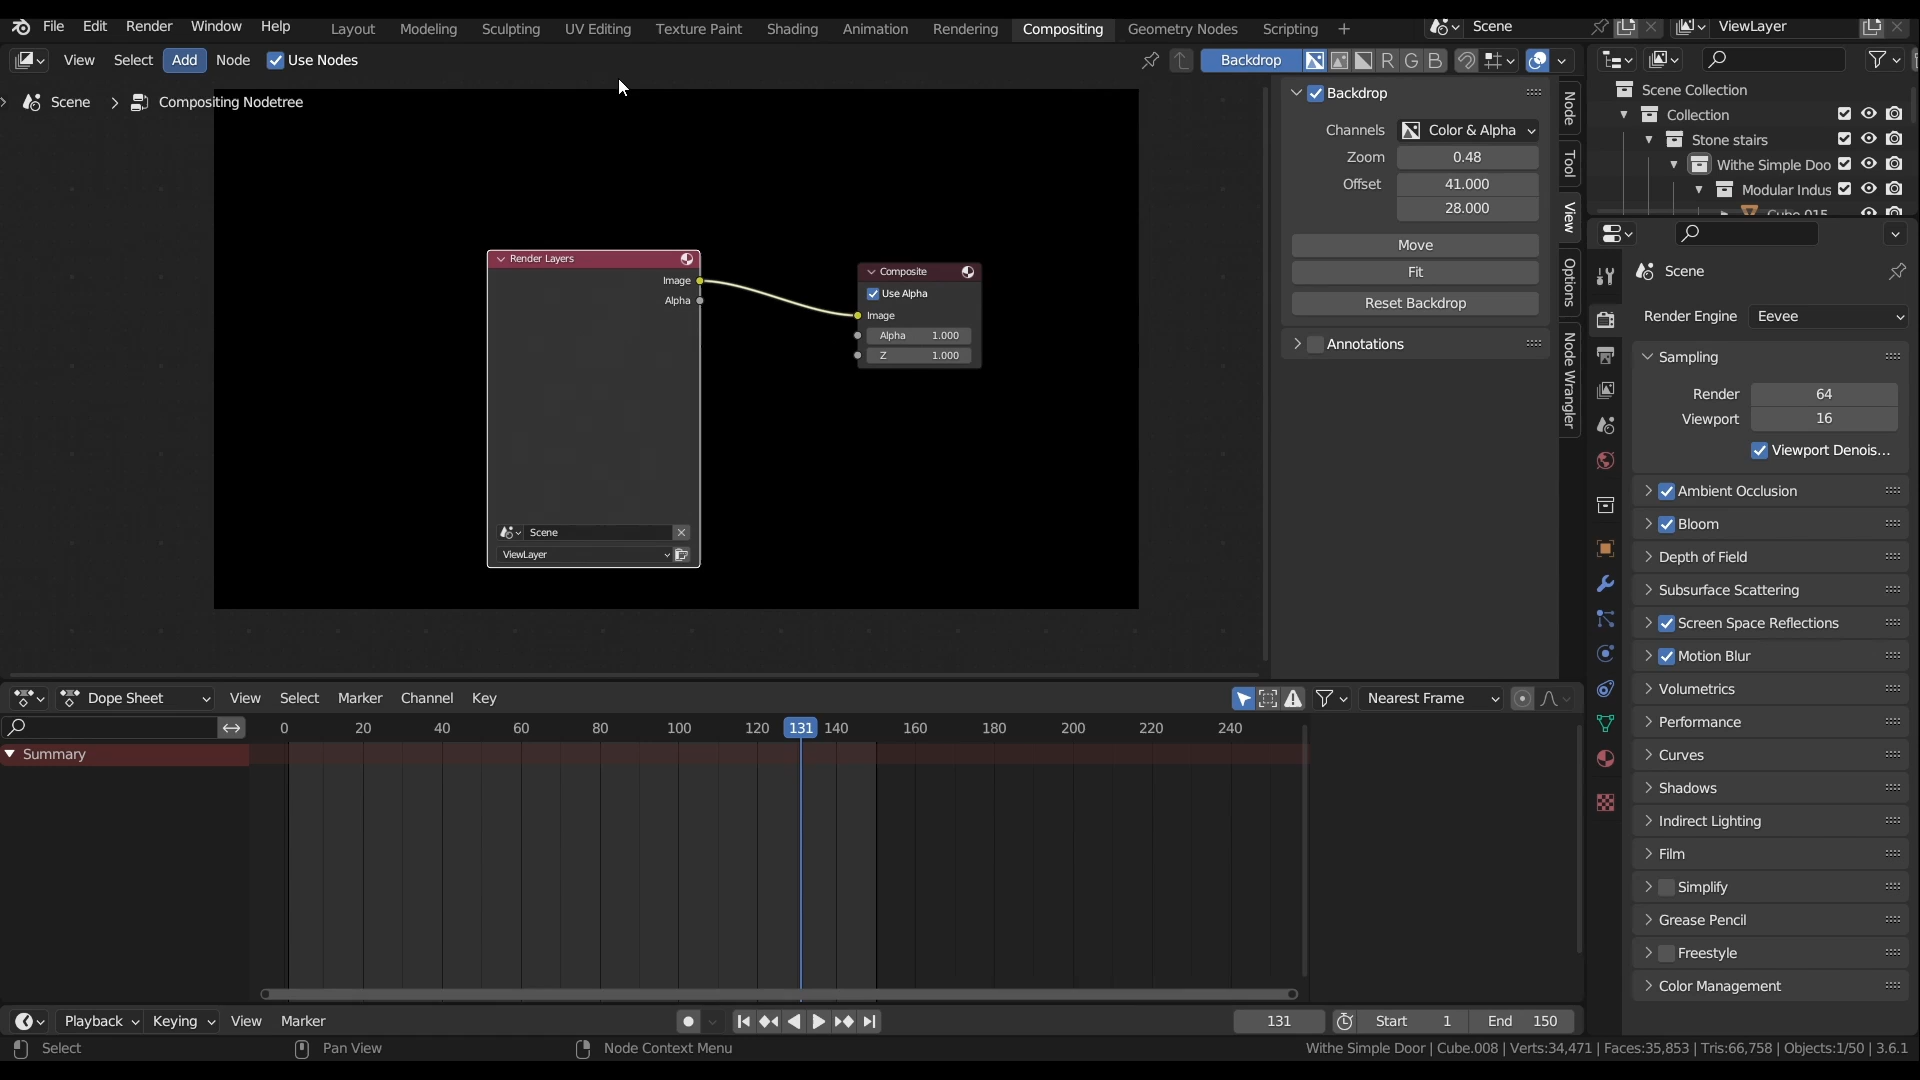 File Edit Render Window Help Layout Modeling Sculpting UV Editing Texture Paint Shading Animation Rendering Compositing Geometry Nodes Scripting + Scene ViewLayer
View Select Add Node Use Nodes Backdrop R G B
Scene > Compositing Nodetree
Backdrop
Channels Color & Alpha
Zoom 0.48
Offset 41.000
28.000
Move
Fit
Reset Backdrop
Annotations
Node
Tool
View
Options
Node Wrangler
Render Layers
Image
Alpha
Scene
ViewLayer
Composite
Use Alpha
Image
Alpha 1.000
Z 1.000
Scene Collection
Collection
Stone stairs
Withe Simple Doo
Modular Indus
Cube.015
Scene
Render Engine Eevee
Sampling
Render 64
Viewport 16
Viewport Denois...
Ambient Occlusion
Bloom
Depth of Field
Subsurface Scattering
Screen Space Reflections
Motion Blur
Volumetrics
Performance
Curves
Shadows
Indirect Lighting
Film
Simplify
Grease Pencil
Freestyle
Color Management
Dope Sheet View Select Marker Channel Key Nearest Frame
0 20 40 60 80 100 120 131 140 160 180 200 220 240
Summary
Playback Keying View Marker 131 Start 1 End 150
Select Pan View Node Context Menu Withe Simple Door | Cube.008 | Verts:34,471 | Faces:35,853 | Tris:66,758 | Objects:1/50 | 3.6.1